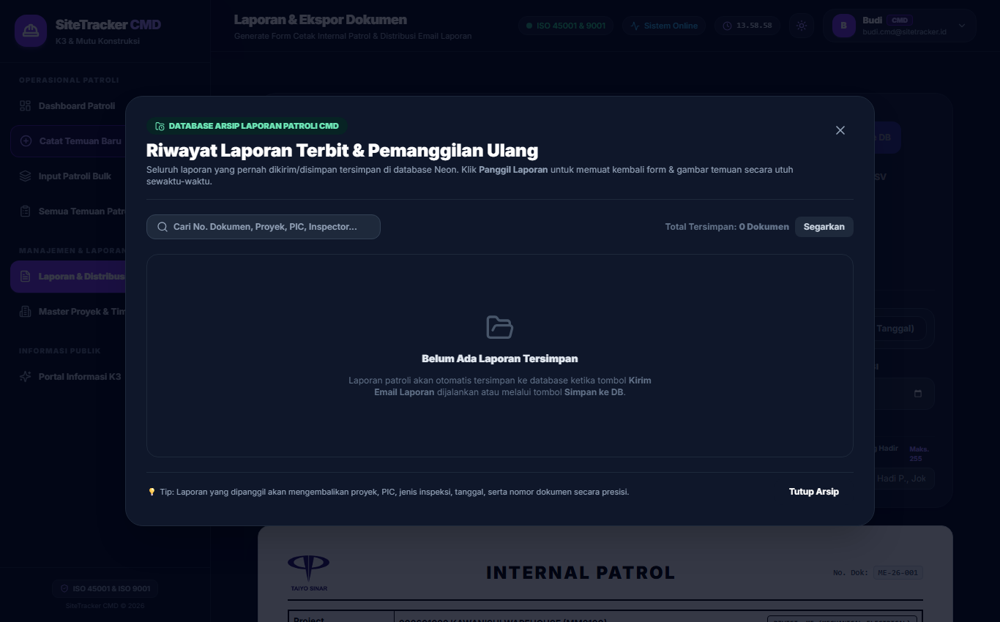 SiteTracker CMD
K3 & Mutu Konstruksi
Laporan & Ekspor Dokumen
Generate Form Cetak Internal Patrol & Distribusi Email Laporan
ISO 45001 & 9001
Sistem Online
13.58.58
B
Budi CMD
budi.cmd@sitetracker.id
OPERASIONAL PATROLI
Dashboard Patroli
Catat Temuan Baru
Input Patroli Bulk
Semua Temuan Patr
MANAJEMEN & LAPORAN
Laporan & Distribus
Master Proyek & Tim
INFORMASI PUBLIK
Portal Informasi K3
ISO 45001 & ISO 9001
SiteTracker CMD © 2026
DATABASE ARSIP LAPORAN PATROLI CMD
Riwayat Laporan Terbit & Pemanggilan Ulang
Seluruh laporan yang pernah dikirim/disimpan tersimpan di database Neon. Klik Panggil Laporan untuk memuat kembali form & gambar temuan secara utuh
sewaktu-waktu.
Cari No. Dokumen, Proyek, PIC, Inspector...
Total Tersimpan: 0 Dokumen
Segarkan
Belum Ada Laporan Tersimpan
Laporan patroli akan otomatis tersimpan ke database ketika tombol Kirim
Email Laporan dijalankan atau melalui tombol Simpan ke DB.
Tip: Laporan yang dipanggil akan mengembalikan proyek, PIC, jenis inspeksi, tanggal, serta nomor dokumen secara presisi.
Tutup Arsip
DB
SV
Tanggal)
g Hadir
Maks.
255
Hadi P., Jok
TAIYO SINAR
INTERNAL PATROL
No. Dok: ME-26-001
Project